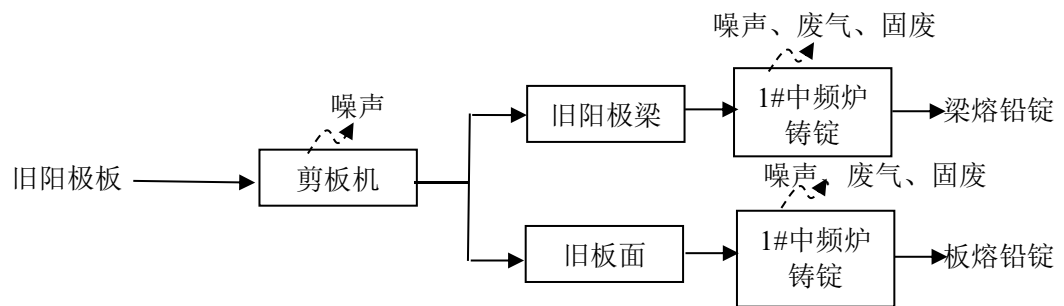 噪声、废气、固废
噪声
旧阳极板
剪板机
旧阳极梁
1#中频炉
铸锭
梁熔铅锭
噪声、废气、固废
旧板面
1#中频炉
铸锭
板熔铅锭